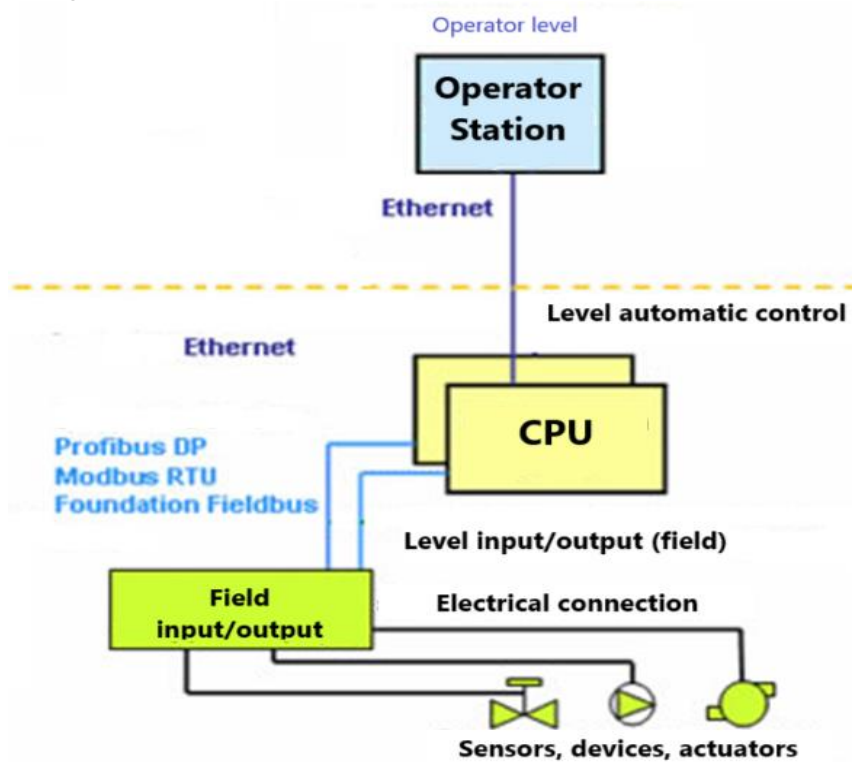 Operator level
Operator
Station
Ethernet
Level automatic control
Ethernet
CPU
Profibus DP
Modbus RTU
Foundation Fieldbus
Level input/output (field)
Field
input/output
Electrical connection
Sensors, devices, actuators